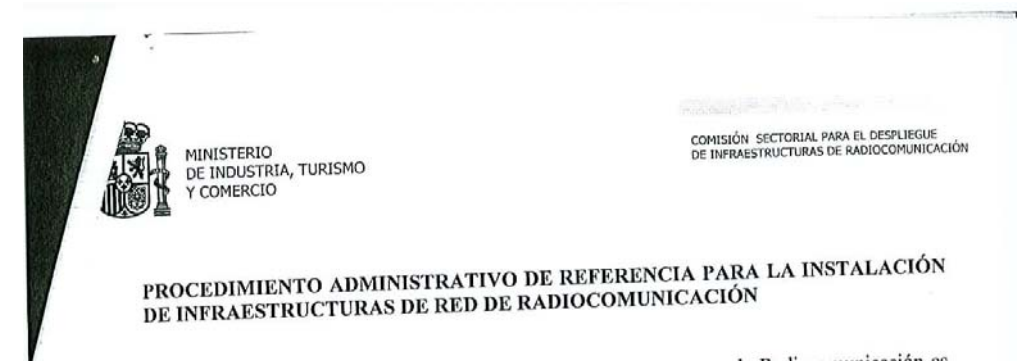 MINISTERIO
DE INDUSTRIA, TURISMO
Y COMERCIO
COMISIÓN SECTORIAL PARA EL DESPLIEGUE
DE INFRAESTRUCTURAS DE RADIOCOMUNICACIÓN
PROCEDIMIENTO ADMINISTRATIVO DE REFERENCIA PARA LA INSTALACIÓN
DE INFRAESTRUCTURAS DE RED DE RADIOCOMUNICACIÓN